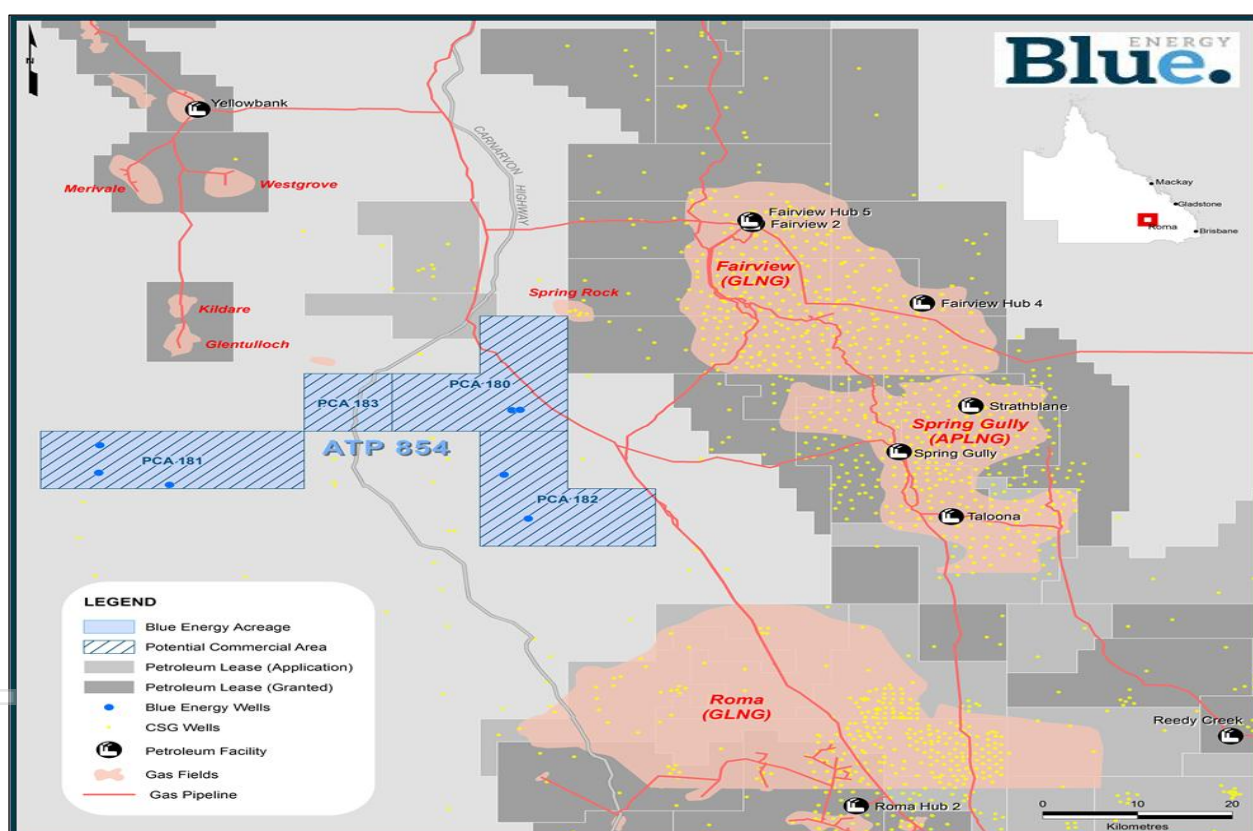 N
Blue.
ENERGY
Yellowbank
CARNARVON
HIGHWAY
Merivale
Westgrove
Mackay
Gladstone
Roma
Brisbane
Fairview Hub 5
Fairview 2
Fairview
(GLNG)
Spring Rock
Fairview Hub 4
Kildare
Glentulloch
PCA 180
PCA 183
Strathblane
Spring Gully
(APLNG)
ATP 854
Spring Gully
PCA 181
PCA 182
Taloona
LEGEND
Blue Energy Acreage
Potential Commercial Area
Petroleum Lease (Application)
Petroleum Lease (Granted)
Blue Energy Wells
CSG Wells
Petroleum Facility
Gas Fields
Gas Pipeline
Roma
(GLNG)
Reedy Creek
Roma Hub 2
0 10 20
Kilometres